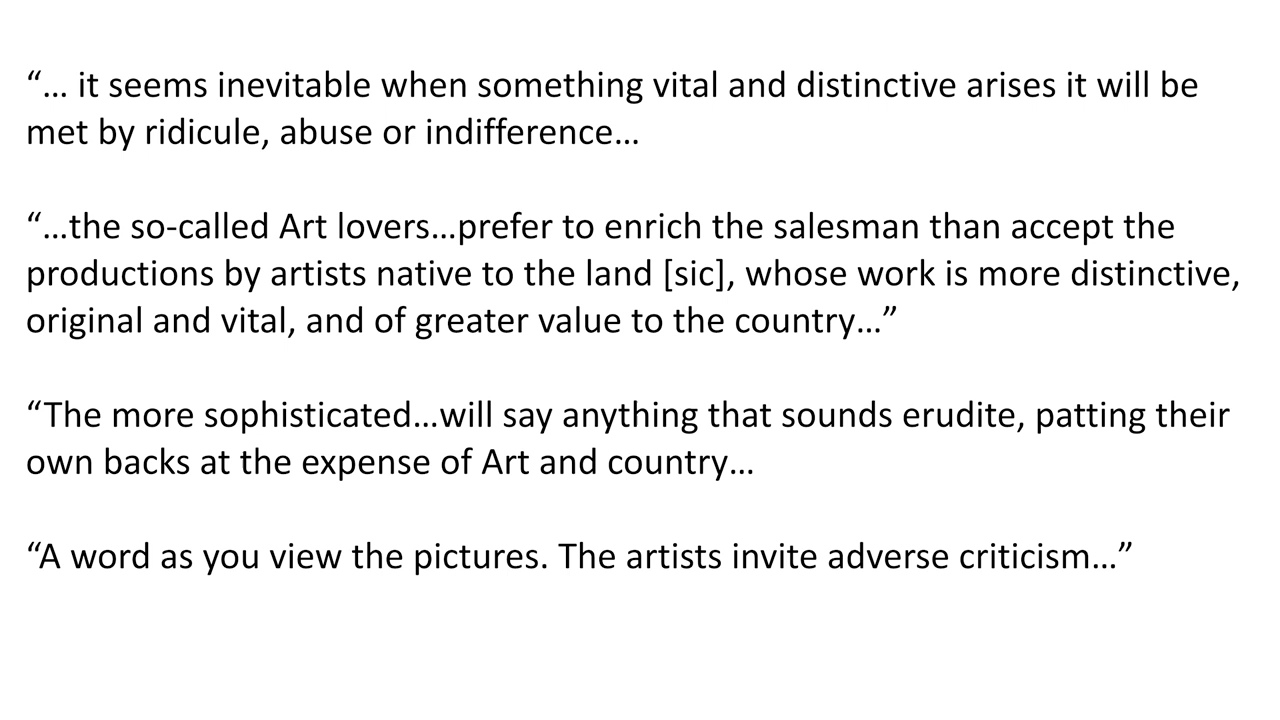 “… it seems inevitable when something vital and distinctive arises it will be
met by ridicule, abuse or indifference…
“…the so-called Art lovers…prefer to enrich the salesman than accept the
productions by artists native to the land [sic], whose work is more distinctive,
original and vital, and of greater value to the country…”
“The more sophisticated…will say anything that sounds erudite, patting their
own backs at the expense of Art and country…
“A word as you view the pictures. The artists invite adverse criticism…”